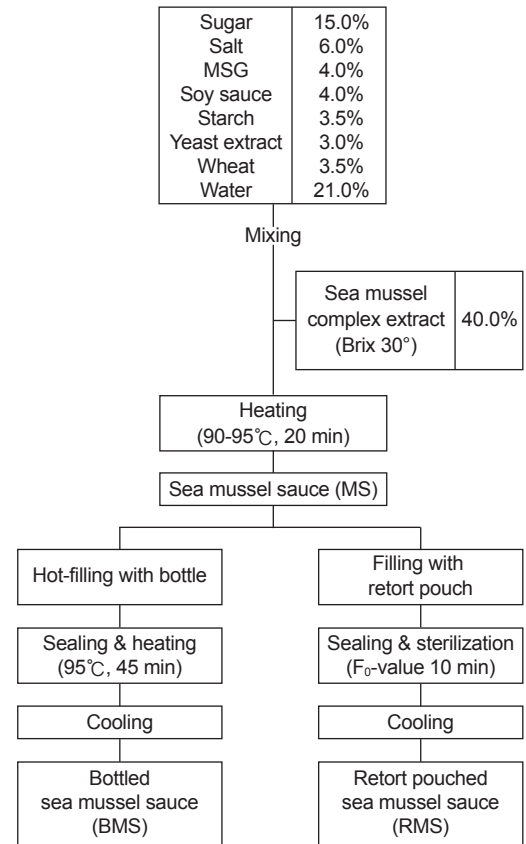 Sugar 15.0%
Salt 6.0%
MSG 4.0%
Soy sauce 4.0%
Starch 3.5%
Yeast extract 3.0%
Wheat 3.5%
Water 21.0%
Mixing
Sea mussel
complex extract 40.0%
(Brix 30°)
Heating
(90-95℃, 20 min)
Sea mussel sauce (MS)
Hot-filling with bottle
Filling with
retort pouch
Sealing & heating
(95℃, 45 min)
Sealing & sterilization
(F₀-value 10 min)
Cooling
Cooling
Bottled
sea mussel sauce
(BMS)
Retort pouched
sea mussel sauce
(RMS)